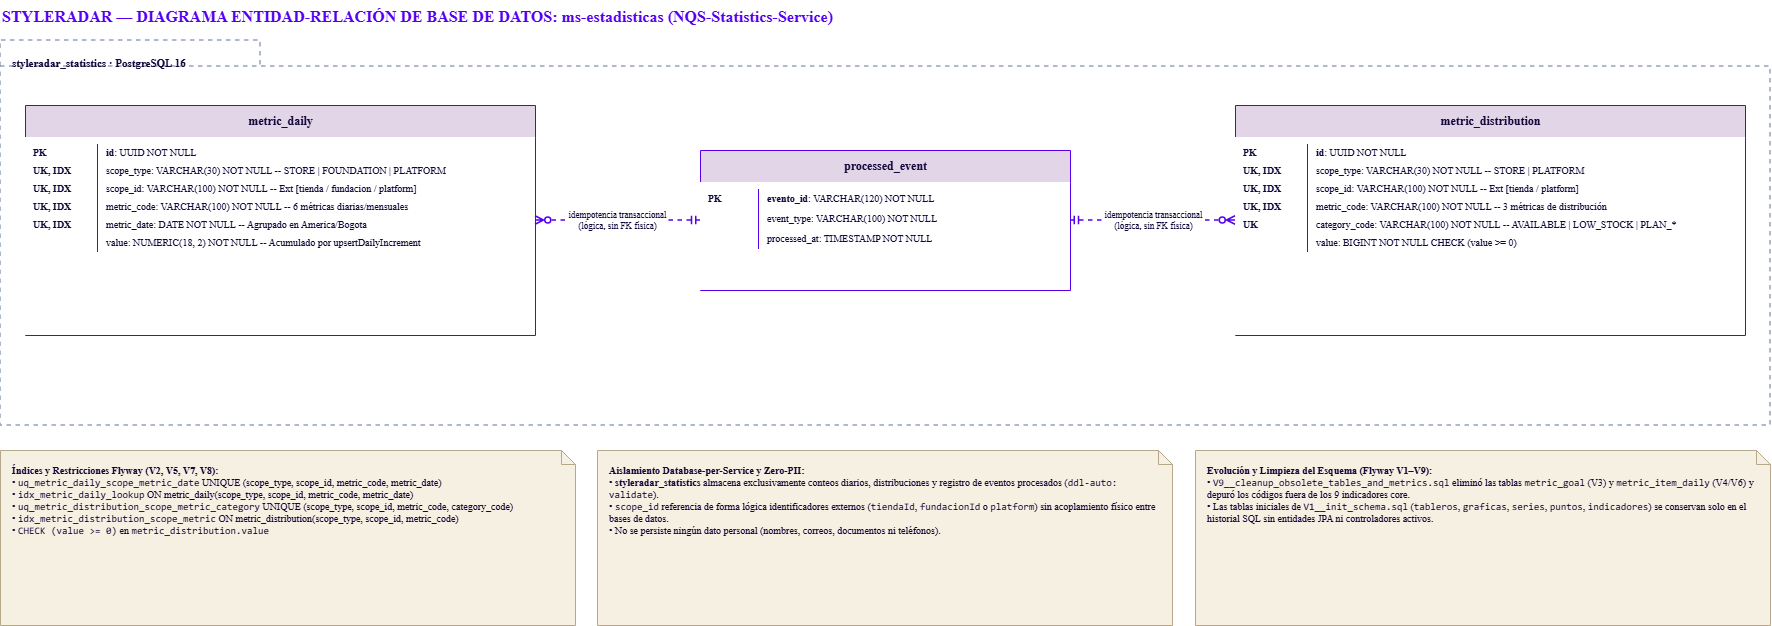 STYLERADAR — DIAGRAMA ENTIDAD-RELACIÓN DE BASE DE DATOS: ms-estadisticas (NQS-Statistics-Service)
styleradar_statistics · PostgreSQL 16
metric_daily
PK id: UUID NOT NULL
UK, IDX scope_type: VARCHAR(30) NOT NULL -- STORE | FOUNDATION | PLATFORM
UK, IDX scope_id: VARCHAR(100) NOT NULL -- Ext [tienda / fundacion / platform]
UK, IDX metric_code: VARCHAR(100) NOT NULL -- 6 métricas diarias/mensuales
UK, IDX metric_date: DATE NOT NULL -- Agrupado en America/Bogota
value: NUMERIC(18, 2) NOT NULL -- Acumulado por upsertDailyIncrement
idempotencia transaccional
(lógica, sin FK física)
processed_event
PK evento_id: VARCHAR(120) NOT NULL
event_type: VARCHAR(100) NOT NULL
processed_at: TIMESTAMP NOT NULL
idempotencia transaccional
(lógica, sin FK física)
metric_distribution
PK id: UUID NOT NULL
UK, IDX scope_type: VARCHAR(30) NOT NULL -- STORE | PLATFORM
UK, IDX scope_id: VARCHAR(100) NOT NULL -- Ext [tienda / platform]
UK, IDX metric_code: VARCHAR(100) NOT NULL -- 3 métricas de distribución
UK category_code: VARCHAR(100) NOT NULL -- AVAILABLE | LOW_STOCK | PLAN_*
value: BIGINT NOT NULL CHECK (value >= 0)
Índices y Restricciones Flyway (V2, V5, V7, V8):
• uq_metric_daily_scope_metric_date UNIQUE (scope_type, scope_id, metric_code, metric_date)
• idx_metric_daily_lookup ON metric_daily(scope_type, scope_id, metric_code, metric_date)
• uq_metric_distribution_scope_metric_category UNIQUE (scope_type, scope_id, metric_code, category_code)
• idx_metric_distribution_scope_metric ON metric_distribution(scope_type, scope_id, metric_code)
• CHECK (value >= 0) en metric_distribution.value
Aislamiento Database-per-Service y Zero-PII:
• styleradar_statistics almacena exclusivamente conteos diarios, distribuciones y registro de eventos procesados (ddl-auto:
validate).
• scope_id referencia de forma lógica identificadores externos (tiendaId, fundacionId o platform) sin acoplamiento físico entre
bases de datos.
• No se persiste ningún dato personal (nombres, correos, documentos ni teléfonos).
Evolución y Limpieza del Esquema (Flyway V1–V9):
• V9__cleanup_obsolete_tables_and_metrics.sql eliminó las tablas metric_goal (V3) y metric_item_daily (V4/V6) y
depuró los códigos fuera de los 9 indicadores core.
• Las tablas iniciales de V1__init_schema.sql (tableros, graficas, series, puntos, indicadores) se conservan solo en el
historial SQL sin entidades JPA ni controladores activos.